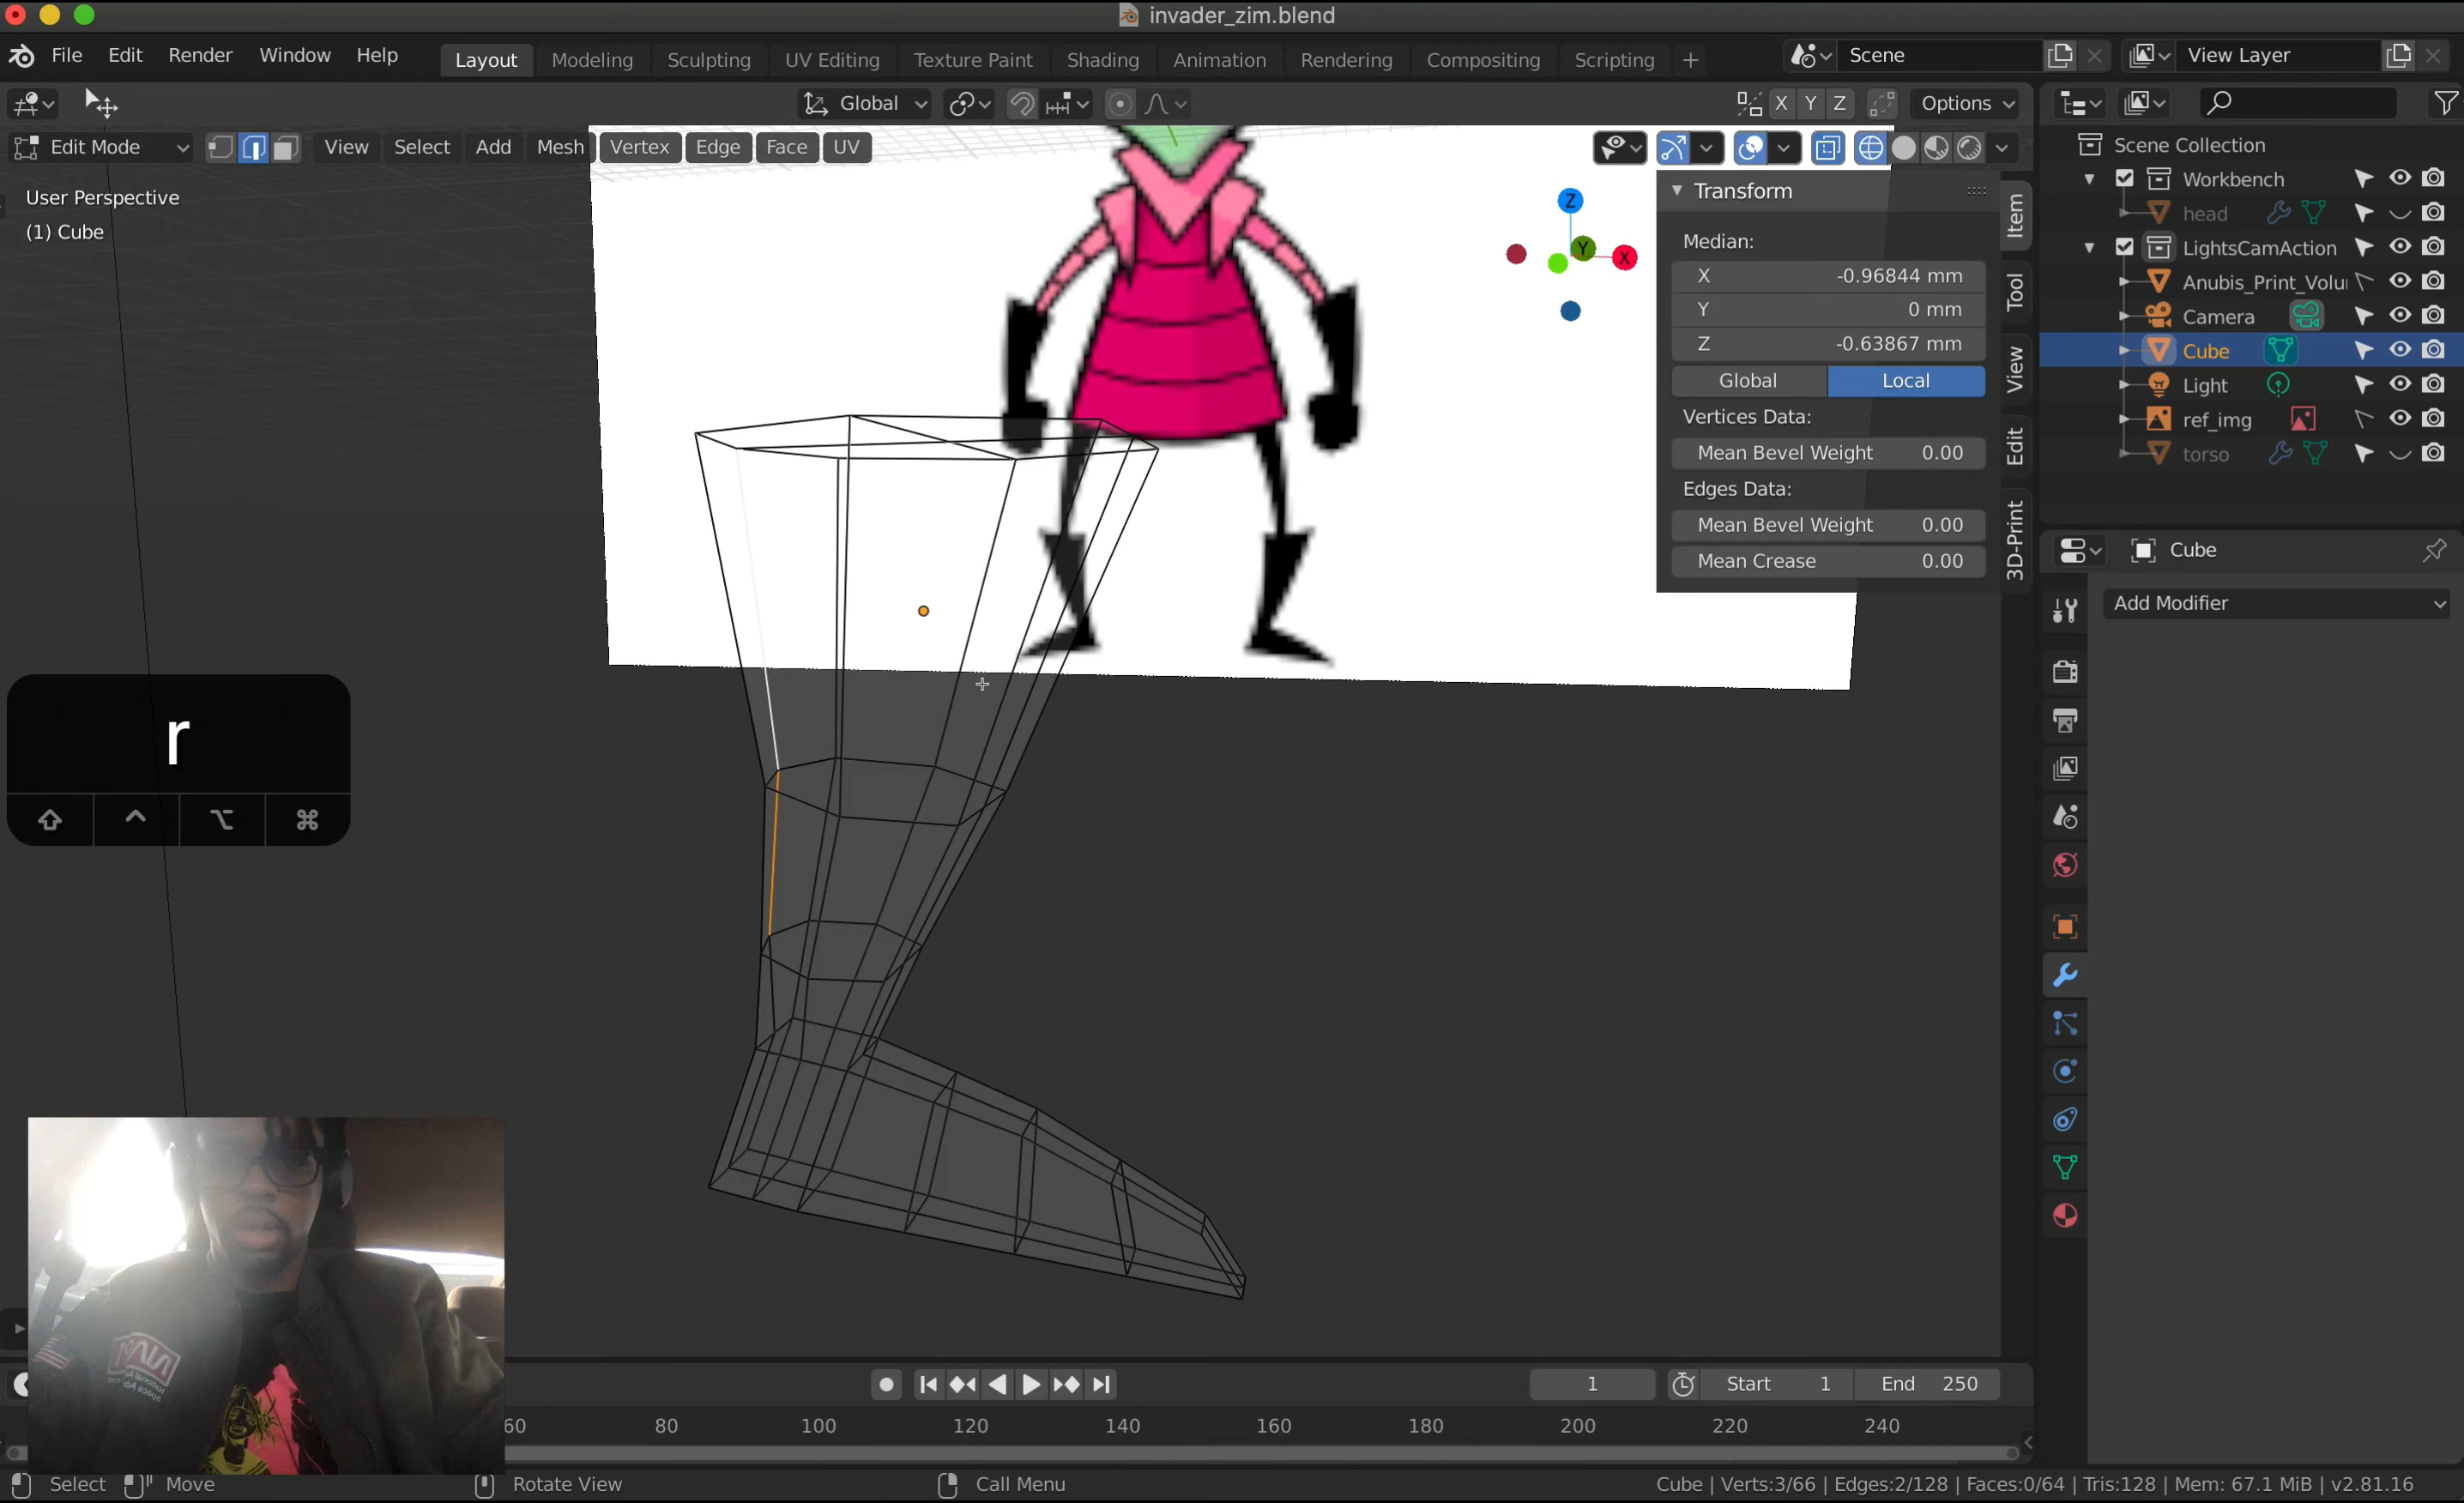 invader_zim.blend
File Edit Render Window Help Layout Modeling Sculpting UV Editing Texture Paint Shading Animation Rendering Compositing Scripting + Scene View Layer
Global X Y Z Options
Edit Mode View Select Add Mesh Vertex Edge Face UV
User Perspective
(1) Cube
Z
Y
X
Transform
Median:
X -0.96844 mm
Y 0 mm
Z -0.63867 mm
Global Local
Vertices Data:
Mean Bevel Weight 0.00
Edges Data:
Mean Bevel Weight 0.00
Mean Crease 0.00
Item
Tool
View
Edit
3D-Print
Scene Collection
Workbench
head
LightsCamAction
Anubis_Print_Volu
Camera
Cube
Light
ref_img
torso
Cube
Add Modifier
r
1 Start 1 End 250
60 80 100 120 140 160 180 200 220 240
Select Move Rotate View Call Menu Cube | Verts:3/66 | Edges:2/128 | Faces:0/64 | Tris:128 | Mem: 67.1 MiB | v2.81.16